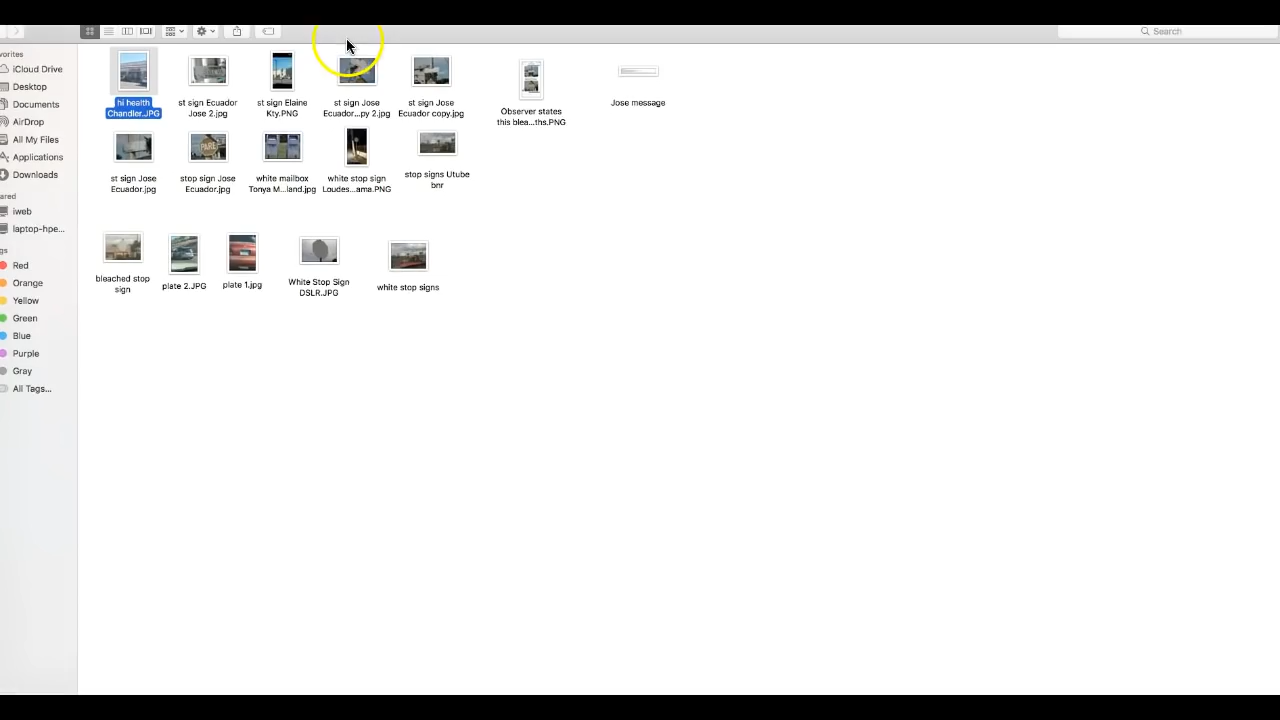 Search
vorites
iCloud Drive
Desktop
Documents
AirDrop
All My Files
Applications
Downloads
ared
iweb
laptop-hpe...
gs
Red
Orange
Yellow
Green
Blue
Purple
Gray
All Tags...
hi health
Chandler.JPG
st sign Ecuador
Jose 2.jpg
st sign Elaine
Kty.PNG
st sign Jose
Ecuador...py 2.jpg
st sign Jose
Ecuador copy.jpg
Observer states
this blea...ths.PNG
Jose message
st sign Jose
Ecuador.jpg
stop sign Jose
Ecuador.jpg
white mailbox
Tonya M...land.jpg
white stop sign
Loudes...ama.PNG
stop signs Utube
bnr
bleached stop
sign
plate 2.JPG
plate 1.jpg
White Stop Sign
DSLR.JPG
white stop signs
PARE